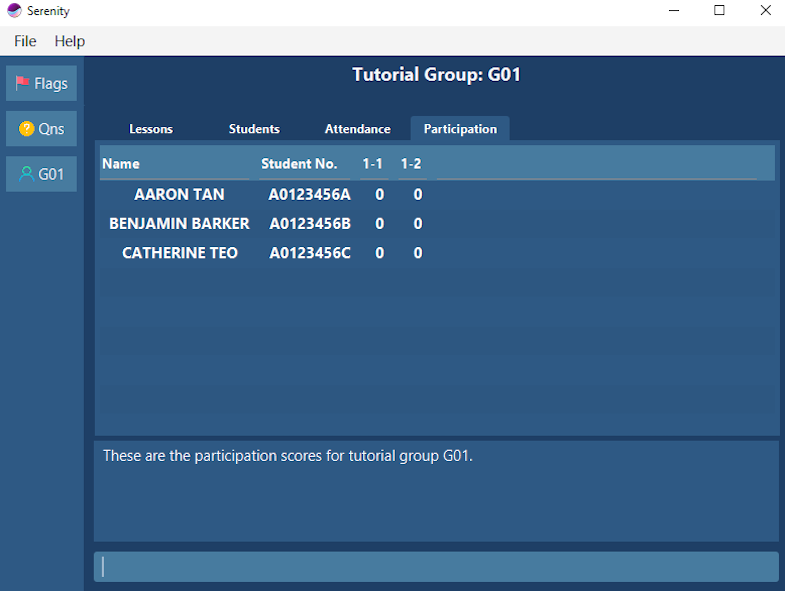 Serenity
File Help
Flags
Qns
G01
Tutorial Group: G01
Lessons Students Attendance Participation
Name Student No. 1-1 1-2
AARON TAN A0123456A 0 0
BENJAMIN BARKER A0123456B 0 0
CATHERINE TEO A0123456C 0 0
These are the participation scores for tutorial group G01.